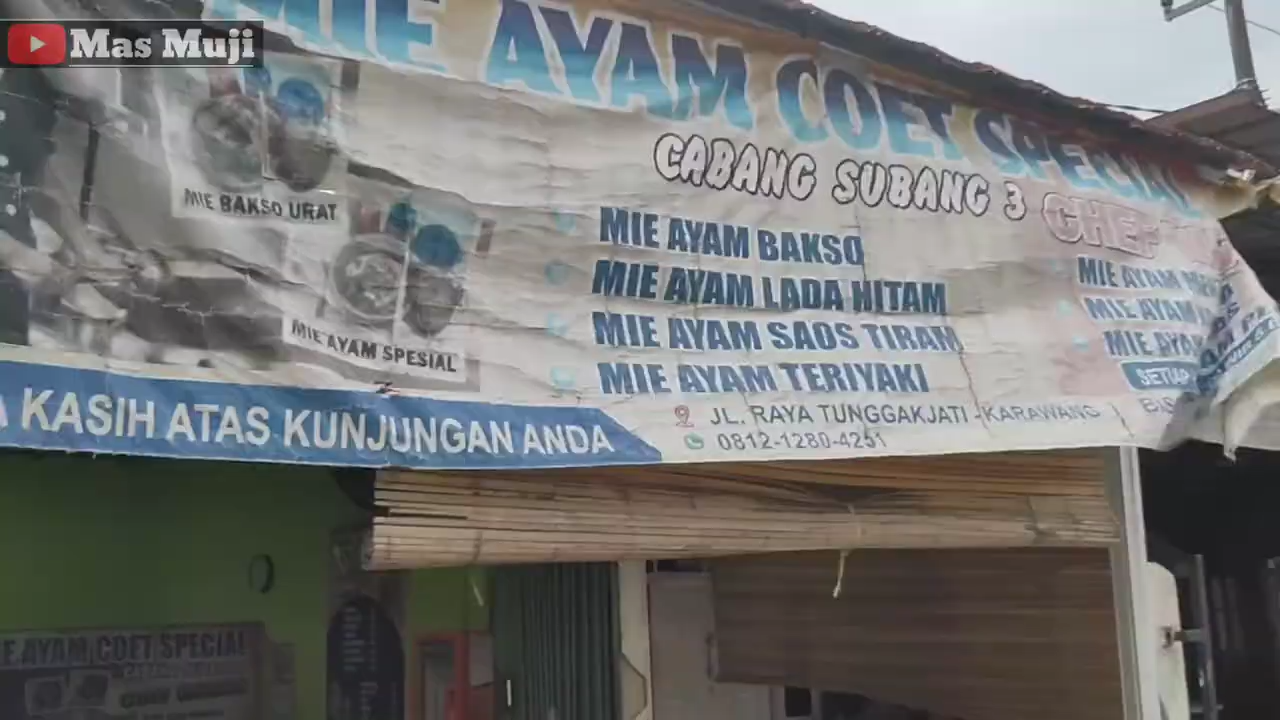 Mas Muji
MIE AYAM COET SPECIAL
CABANG SUBANG 3
CHEF
MIE BAKSO URAT
MIE AYAM SPESIAL
MIE AYAM BAKSO
MIE AYAM LADA HITAM
MIE AYAM SAOS TIRAM
MIE AYAM TERIYAKI
MIE AYAM
MIE AYAM
MIE AYAM
SETIAP
KASIH ATAS KUNJUNGAN ANDA
JL. RAYA TUNGGAKJATI - KARAWANG
0812-1280-4251
AYAM COET SPECIAL